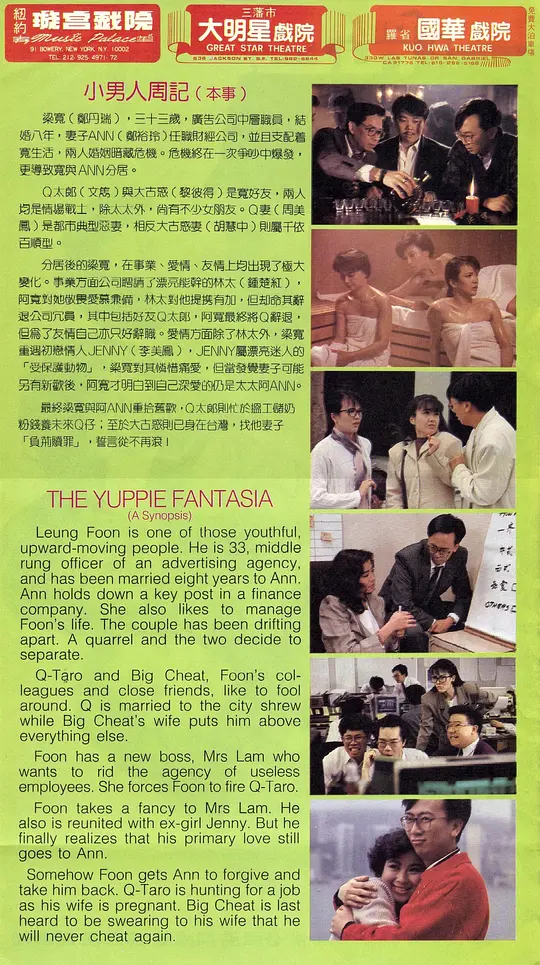 紐約
Music Palace
91 BOWERY, NEW YORK, N.Y. 10002
TEL. 212-925-4971-72
三藩市
大明星戲院
GREAT STAR THEATRE
636 JACKSON ST. S.F. TEL:982-6644
羅省
國華戲院
KUO HWA THEATRE
免費大泊車場
小男人周記(本事)
梁寬(鄭丹瑞),三十三歲,廣告公司中層職員,結
婚八年,妻子ANN(鄭裕玲)任職財經公司,並且支配着
寬生活,兩人婚姻暗藏危機。危機終在一次爭吵中爆發,
更導致寬與ANN分居。
Q太郎(文雋)與大古惑(黎彼得)是寬好友,兩人
均是情場戰士,除太太外,尚有不少女朋友。Q妻(周美
鳳)是都市典型惡妻,相反大古惑妻(胡慧中)則屬千依
百順型。
分居後的梁寬,在事業、愛情、友情上均出現了極大
變化。事業方面公司聘請了漂亮能幹的林太(鍾楚紅),
阿寬對她敬畏愛慕兼備,林太對他提携有加,但却命其辭
退公司冗員,其中包括好友Q太郎,阿寬最終將Q辭退,
但為了友情自己亦只好辭職。愛情方面除了林太外,梁寬
重遇初戀情人JENNY(李美鳳),JENNY屬漂亮迷人的
「受保護動物」,梁寬對其憐惜痛愛,但當發覺妻子可能
另有新歡後,阿寬才明白到自己深愛的仍是太太阿ANN。
最終梁寬與阿ANN重拾舊歡,Q太郎則忙於搵工儲奶
粉錢養未來Q仔;至於大古惑則已身在台灣,找他妻子
「負荊贖罪」,誓言從不再滾!
THE YUPPIE FANTASIA
(A Synopsis)
Leung Foon is one of those youthful,
upward-moving people. He is 33, middle
rung officer of an advertising agency,
and has been married eight years to Ann.
Ann holds down a key post in a finance
company. She also likes to manage
Foon's life. The couple has been drifting
apart. A quarrel and the two decide to
separate.
Q-Taro and Big Cheat, Foon's col-
leagues and close friends, like to fool
around. Q is married to the city shrew
while Big Cheat's wife puts him above
everything else.
Foon has a new boss, Mrs Lam who
wants to rid the agency of useless
employees. She forces Foon to fire Q-Taro.
Foon takes a fancy to Mrs Lam. He
also is reunited with ex-girl Jenny. But he
finally realizes that his primary love still
goes to Ann.
Somehow Foon gets Ann to forgive and
take him back. Q-Taro is hunting for a job
as his wife is pregnant. Big Cheat is last
heard to be swearing to his wife that he
will never cheat again.
OTHERS